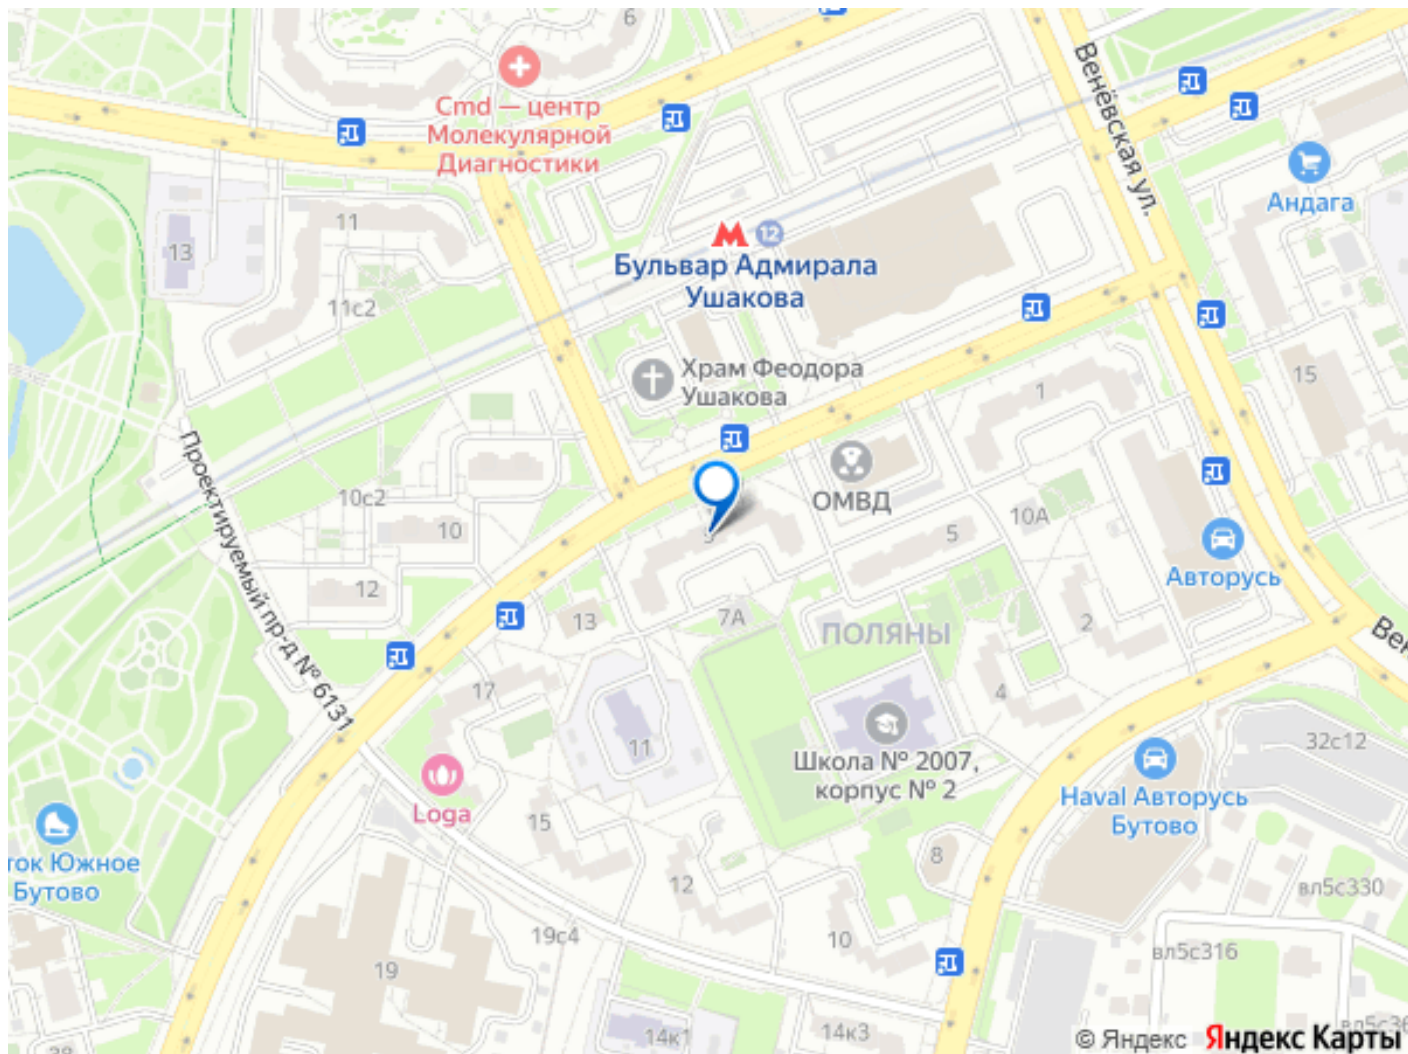 6
Cmd — центр
Молекулярной
Диагностики
Венёвская ул.
Андага
11
13
12
Бульвар Адмирала
Ушакова
11с2
Храм Феодора
Ушакова
1
15
Проектируемый пр-д № 6131
10с2
10
ОМВД
10А
5
Авторусь
12
13
7А
ПОЛЯНЫ
2
17
4
11
Школа № 2007,
корпус № 2
32с12
Haval Авторусь
Бутово
Loga
15
ток Южное
Бутово
8
12
вл5с330
19с4
10
вл5с316
19
14к1
14к3
© Яндекс Яндекс Карты